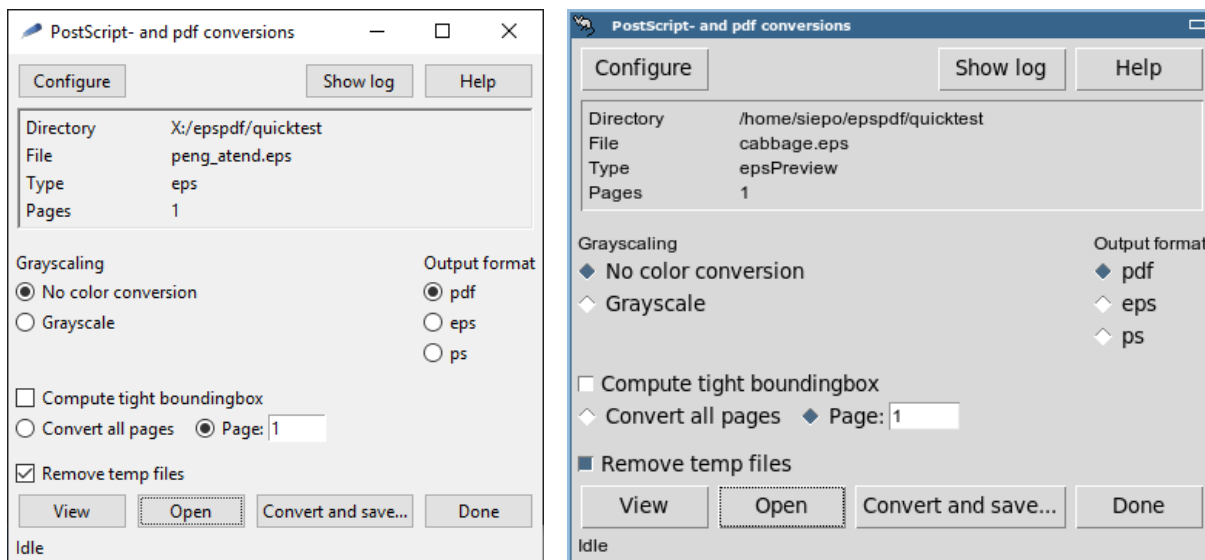 PostScript- and pdf conversions
Configure Show log Help
Directory X:/epspdf/quicktest
File peng_atend.eps
Type eps
Pages 1
Grayscaling Output format
No color conversion pdf
Grayscale eps
ps
Compute tight boundingbox
Convert all pages Page: 1
Remove temp files
View Open Convert and save... Done
Idle
PostScript- and pdf conversions
Configure Show log Help
Directory /home/siepo/epspdf/quicktest
File cabbage.eps
Type epsPreview
Pages 1
Grayscaling Output format
No color conversion pdf
Grayscale eps
ps
Compute tight boundingbox
Convert all pages Page: 1
Remove temp files
View Open Convert and save... Done
Idle